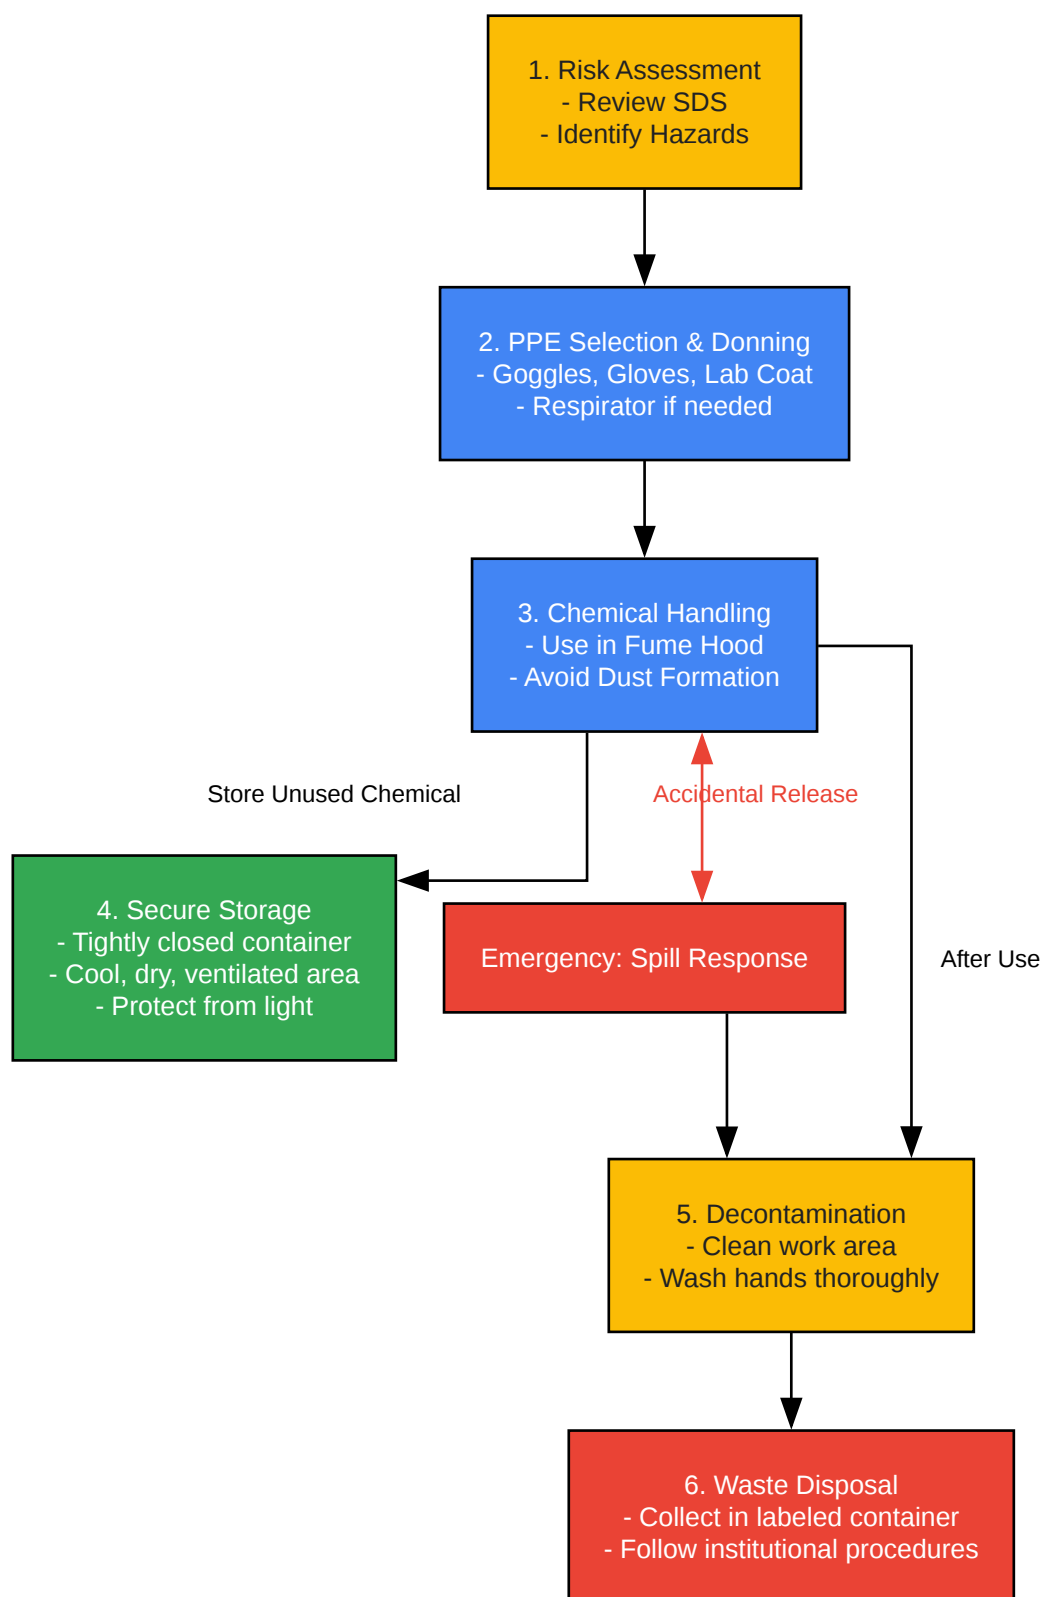 1. Risk Assessment
- Review SDS
- Identify Hazards
2. PPE Selection & Donning
- Goggles, Gloves, Lab Coat
- Respirator if needed
3. Chemical Handling
- Use in Fume Hood
- Avoid Dust Formation
Store Unused Chemical
Accidental Release
4. Secure Storage
- Tightly closed container
- Cool, dry, ventilated area
- Protect from light
Emergency: Spill Response
After Use
5. Decontamination
- Clean work area
- Wash hands thoroughly
6. Waste Disposal
- Collect in labeled container
- Follow institutional procedures